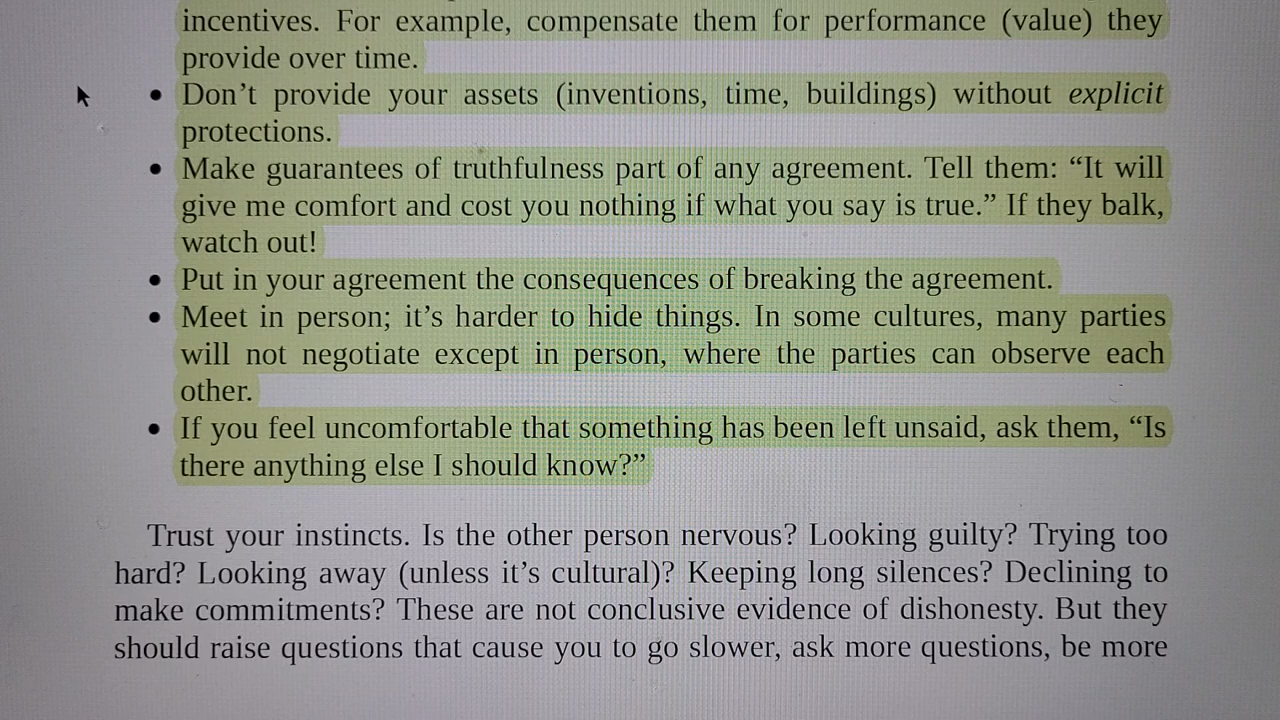 incentives. For example, compensate them for performance (value) they
provide over time.
• Don’t provide your assets (inventions, time, buildings) without explicit
protections.
• Make guarantees of truthfulness part of any agreement. Tell them: “It will
give me comfort and cost you nothing if what you say is true.” If they balk,
watch out!
• Put in your agreement the consequences of breaking the agreement.
• Meet in person; it’s harder to hide things. In some cultures, many parties
will not negotiate except in person, where the parties can observe each
other.
• If you feel uncomfortable that something has been left unsaid, ask them, “Is
there anything else I should know?”
Trust your instincts. Is the other person nervous? Looking guilty? Trying too
hard? Looking away (unless it’s cultural)? Keeping long silences? Declining to
make commitments? These are not conclusive evidence of dishonesty. But they
should raise questions that cause you to go slower, ask more questions, be more